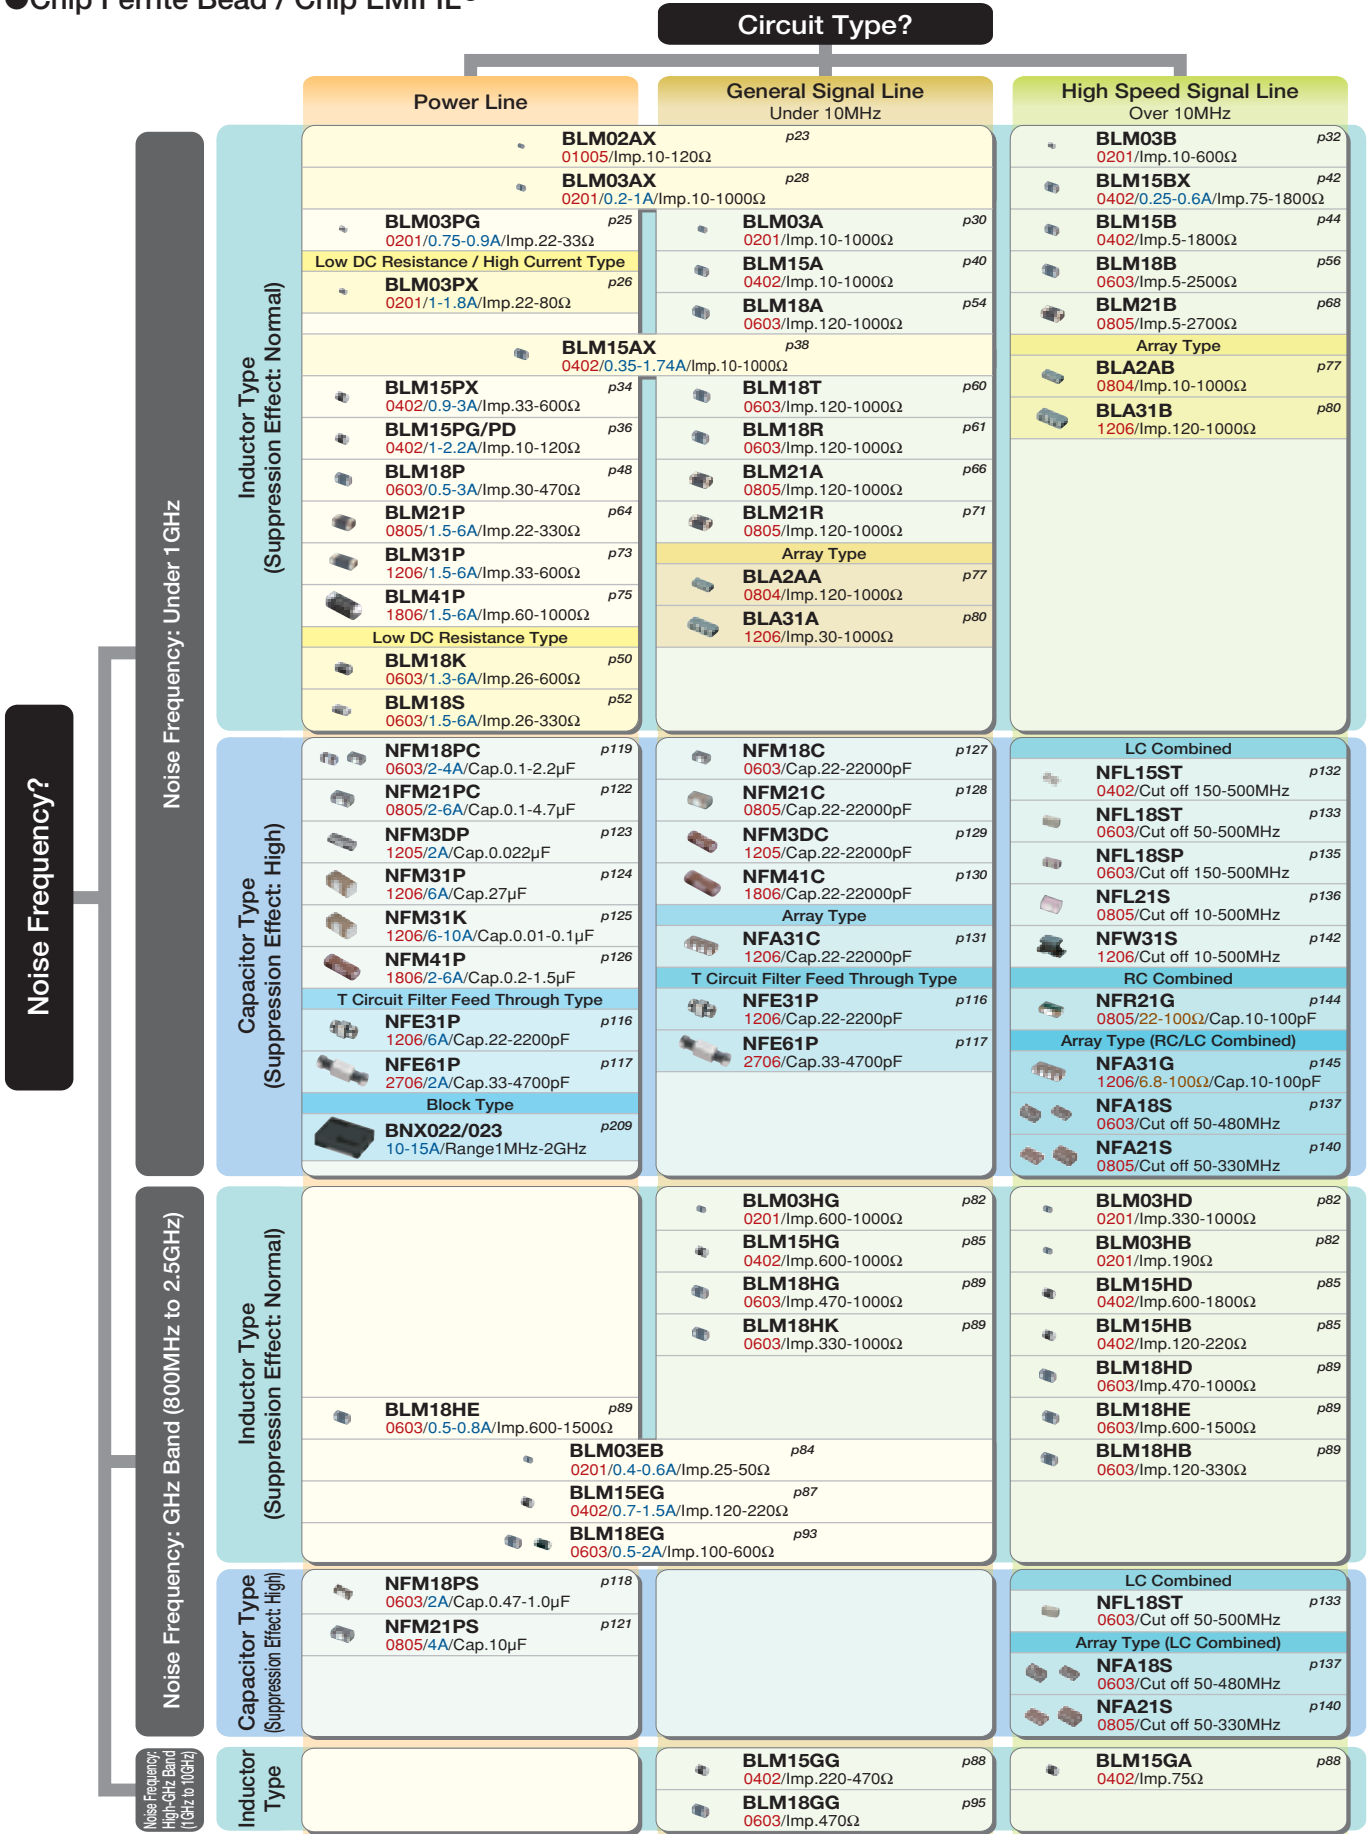 ●Chip Ferrite Bead / Chip EMIFIL®
Circuit Type?
Power Line
General Signal Line
Under 10MHz
High Speed Signal Line
Over 10MHz
Noise Frequency?
Noise Frequency: Under 1GHz
Inductor Type
(Suppression Effect: Normal)
BLM02AX p23
01005/Imp.10-120Ω
BLM03AX p28
0201/0.2-1A/Imp.10-1000Ω
BLM03PG p25
0201/0.75-0.9A/Imp.22-33Ω
Low DC Resistance / High Current Type
BLM03PX p26
0201/1-1.8A/Imp.22-80Ω
BLM03A p30
0201/Imp.10-1000Ω
BLM15A p40
0402/Imp.10-1000Ω
BLM18A p54
0603/Imp.120-1000Ω
BLM15AX p38
0402/0.35-1.74A/Imp.10-1000Ω
BLM15PX p34
0402/0.9-3A/Imp.33-600Ω
BLM15PG/PD p36
0402/1-2.2A/Imp.10-120Ω
BLM18P p48
0603/0.5-3A/Imp.30-470Ω
BLM21P p64
0805/1.5-6A/Imp.22-330Ω
BLM31P p73
1206/1.5-6A/Imp.33-600Ω
BLM41P p75
1806/1.5-6A/Imp.60-1000Ω
Low DC Resistance Type
BLM18K p50
0603/1.3-6A/Imp.26-600Ω
BLM18S p52
0603/1.5-6A/Imp.26-330Ω
BLM18T p60
0603/Imp.120-1000Ω
BLM18R p61
0603/Imp.120-1000Ω
BLM21A p66
0805/Imp.120-1000Ω
BLM21R p71
0805/Imp.120-1000Ω
Array Type
BLA2AA p77
0804/Imp.120-1000Ω
BLA31A p80
1206/Imp.30-1000Ω
BLM03B p32
0201/Imp.10-600Ω
BLM15BX p42
0402/0.25-0.6A/Imp.75-1800Ω
BLM15B p44
0402/Imp.5-1800Ω
BLM18B p56
0603/Imp.5-2500Ω
BLM21B p68
0805/Imp.5-2700Ω
Array Type
BLA2AB p77
0804/Imp.10-1000Ω
BLA31B p80
1206/Imp.120-1000Ω
Capacitor Type
(Suppression Effect: High)
NFM18PC p119
0603/2-4A/Cap.0.1-2.2μF
NFM21PC p122
0805/2-6A/Cap.0.1-4.7μF
NFM3DP p123
1205/2A/Cap.0.022μF
NFM31P p124
1206/6A/Cap.27μF
NFM31K p125
1206/6-10A/Cap.0.01-0.1μF
NFM41P p126
1806/2-6A/Cap.0.2-1.5μF
T Circuit Filter Feed Through Type
NFE31P p116
1206/6A/Cap.22-2200pF
NFE61P p117
2706/2A/Cap.33-4700pF
Block Type
BNX022/023 p209
10-15A/Range1MHz-2GHz
NFM18C p127
0603/Cap.22-22000pF
NFM21C p128
0805/Cap.22-22000pF
NFM3DC p129
1205/Cap.22-22000pF
NFM41C p130
1806/Cap.22-22000pF
Array Type
NFA31C p131
1206/Cap.22-22000pF
T Circuit Filter Feed Through Type
NFE31P p116
1206/Cap.22-2200pF
NFE61P p117
2706/Cap.33-4700pF
LC Combined
NFL15ST p132
0402/Cut off 150-500MHz
NFL18ST p133
0603/Cut off 50-500MHz
NFL18SP p135
0603/Cut off 150-500MHz
NFL21S p136
0805/Cut off 10-500MHz
NFW31S p142
1206/Cut off 10-500MHz
RC Combined
NFR21G p144
0805/22-100Ω/Cap.10-100pF
Array Type (RC/LC Combined)
NFA31G p145
1206/6.8-100Ω/Cap.10-100pF
NFA18S p137
0603/Cut off 50-480MHz
NFA21S p140
0805/Cut off 50-330MHz
Noise Frequency: GHz Band (800MHz to 2.5GHz)
Inductor Type
(Suppression Effect: Normal)
BLM18HE p89
0603/0.5-0.8A/Imp.600-1500Ω
BLM03HG p82
0201/Imp.600-1000Ω
BLM15HG p85
0402/Imp.600-1000Ω
BLM18HG p89
0603/Imp.470-1000Ω
BLM18HK p89
0603/Imp.330-1000Ω
BLM03EB p84
0201/0.4-0.6A/Imp.25-50Ω
BLM15EG p87
0402/0.7-1.5A/Imp.120-220Ω
BLM18EG p93
0603/0.5-2A/Imp.100-600Ω
BLM03HD p82
0201/Imp.330-1000Ω
BLM03HB p82
0201/Imp.190Ω
BLM15HD p85
0402/Imp.600-1800Ω
BLM15HB p85
0402/Imp.120-220Ω
BLM18HD p89
0603/Imp.470-1000Ω
BLM18HE p89
0603/Imp.600-1500Ω
BLM18HB p89
0603/Imp.120-330Ω
Capacitor Type
(Suppression Effect: High)
NFM18PS p118
0603/2A/Cap.0.47-1.0μF
NFM21PS p121
0805/4A/Cap.10μF
LC Combined
NFL18ST p133
0603/Cut off 50-500MHz
Array Type (LC Combined)
NFA18S p137
0603/Cut off 50-480MHz
NFA21S p140
0805/Cut off 50-330MHz
Noise Frequency:
High-GHz Band
(1GHz to 10GHz)
Inductor
Type
BLM15GG p88
0402/Imp.220-470Ω
BLM18GG p95
0603/Imp.470Ω
BLM15GA p88
0402/Imp.75Ω